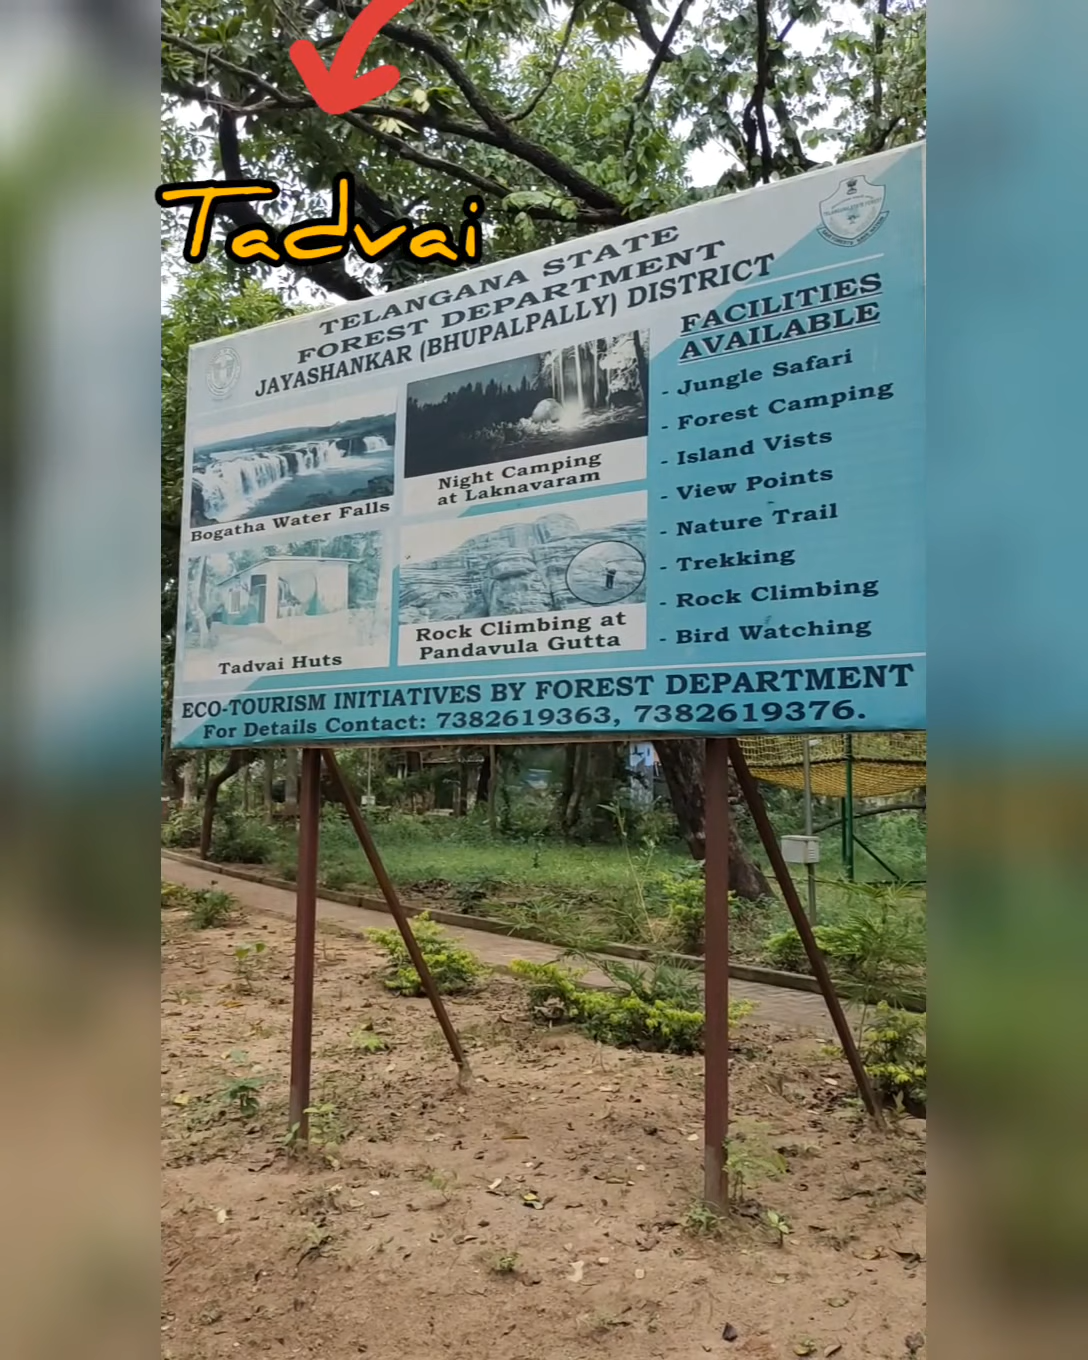 Tadvai
TELANGANA STATE
FOREST DEPARTMENT
JAYASHANKAR (BHUPALPALLY) DISTRICT
Bogatha Water Falls
Night Camping
at Laknavaram
Tadvai Huts
Rock Climbing at
Pandavula Gutta
FACILITIES
AVAILABLE
- Jungle Safari
- Forest Camping
- Island Vists
- View Points
- Nature Trail
- Trekking
- Rock Climbing
- Bird Watching
ECO-TOURISM INITIATIVES BY FOREST DEPARTMENT
For Details Contact: 7382619363, 7382619376.